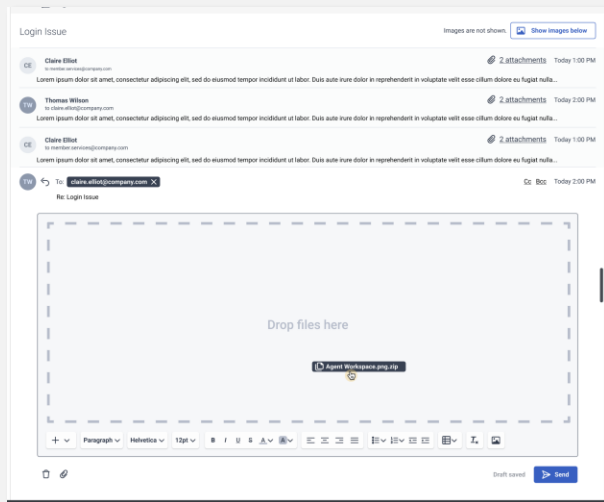 Login Issue
Images are not shown. Show images below
CE Claire Elliot 2 attachments Today 1:00 PM
to member.services@company.com
Lorem ipsum dolor sit amet, consectetur adipiscing elit, sed do eiusmod tempor incididunt ut labor. Duis aute irure dolor in reprehenderit in voluptate velit esse cillum dolore eu fugiat nulla...
TW Thomas Wilson 2 attachments Today 2:00 PM
to claire.elliot@company.com
Lorem ipsum dolor sit amet, consectetur adipiscing elit, sed do eiusmod tempor incididunt ut labor. Duis aute irure dolor in reprehenderit in voluptate velit esse cillum dolore eu fugiat nulla...
CE Claire Elliot 2 attachments Today 1:00 PM
to member.services@company.com
Lorem ipsum dolor sit amet, consectetur adipiscing elit, sed do eiusmod tempor incididunt ut labor. Duis aute irure dolor in reprehenderit in voluptate velit esse cillum dolore eu fugiat nulla...
TW To: claire.elliot@company.com Cc Bcc Today 2:00 PM
Re: Login Issue
Drop files here
Agent Workspace.png.zip
Paragraph Helvetica 12pt B I U S A A
Draft saved Send